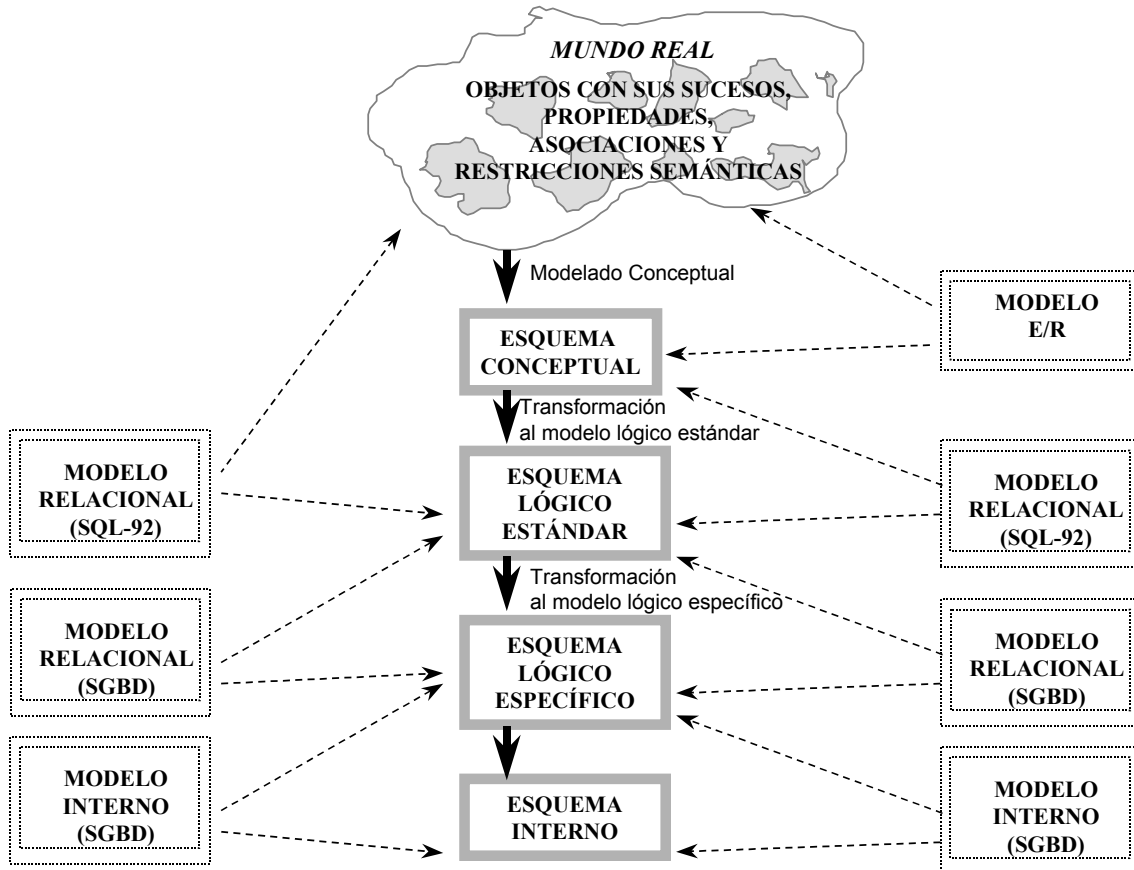 MUNDO REAL
OBJETOS CON SUS SUCESOS,
PROPIEDADES,
ASOCIACIONES Y
RESTRICCIONES SEMÁNTICAS
Modelado Conceptual
MODELO
E/R
ESQUEMA
CONCEPTUAL
Transformación
al modelo lógico estándar
MODELO
RELACIONAL
(SQL-92)
ESQUEMA
LÓGICO
ESTÁNDAR
MODELO
RELACIONAL
(SQL-92)
Transformación
al modelo lógico específico
MODELO
RELACIONAL
(SGBD)
ESQUEMA
LÓGICO
ESPECÍFICO
MODELO
RELACIONAL
(SGBD)
MODELO
INTERNO
(SGBD)
ESQUEMA
INTERNO
MODELO
INTERNO
(SGBD)